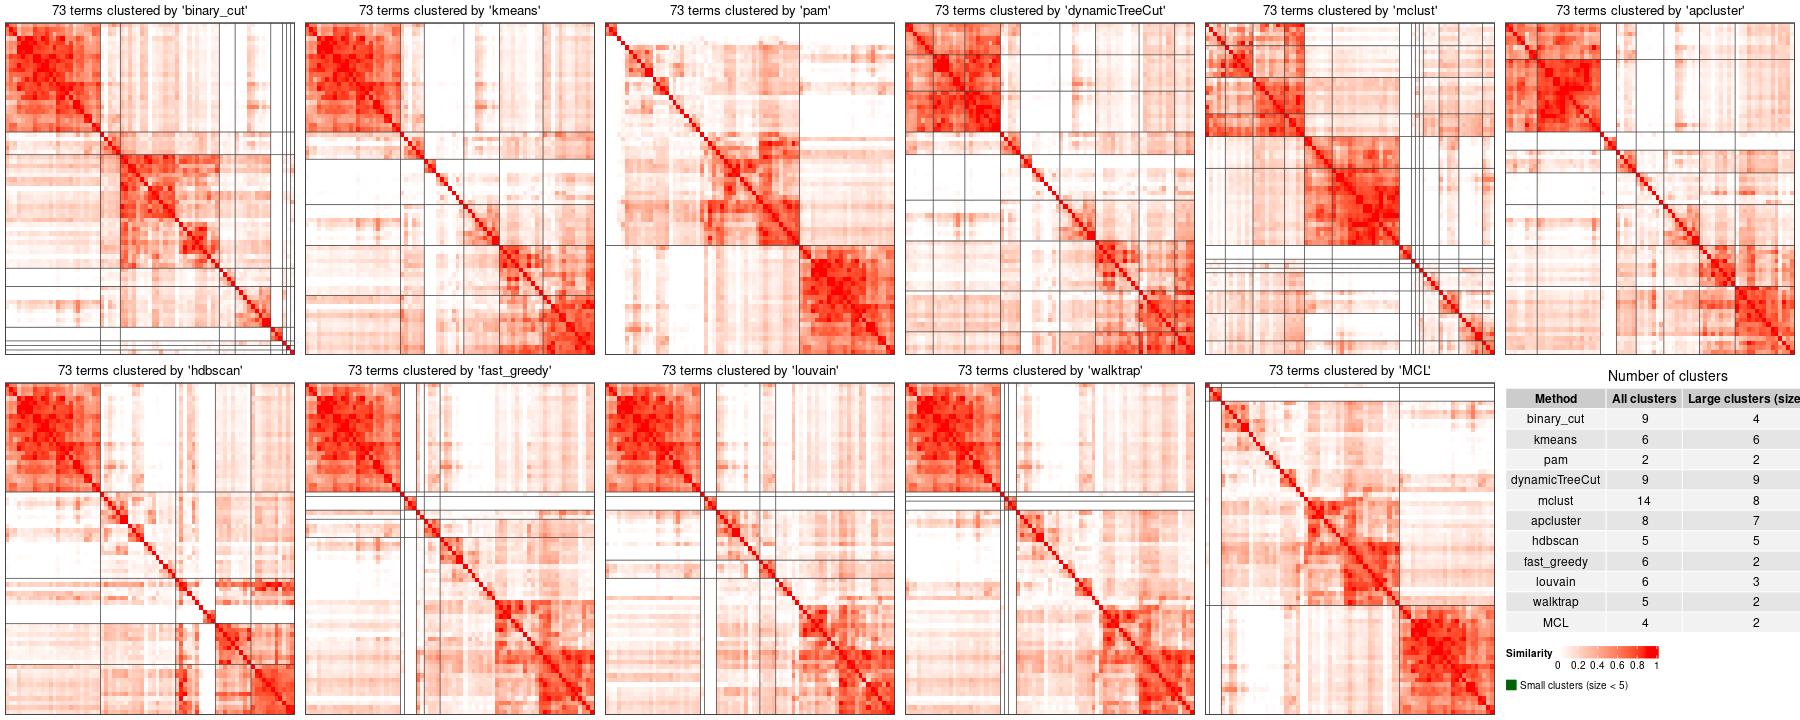 73 terms clustered by 'binary_cut'
73 terms clustered by 'kmeans'
73 terms clustered by 'pam'
73 terms clustered by 'dynamicTreeCut'
73 terms clustered by 'mclust'
73 terms clustered by 'apcluster'
73 terms clustered by 'hdbscan'
73 terms clustered by 'fast_greedy'
73 terms clustered by 'louvain'
73 terms clustered by 'walktrap'
73 terms clustered by 'MCL'
Number of clusters
Method All clusters Large clusters (size
binary_cut 9 4
kmeans 6 6
pam 2 2
dynamicTreeCut 9 9
mclust 14 8
apcluster 8 7
hdbscan 5 5
fast_greedy 6 2
louvain 6 3
walktrap 5 2
MCL 4 2
Similarity
0 0.2 0.4 0.6 0.8 1
Small clusters (size < 5)